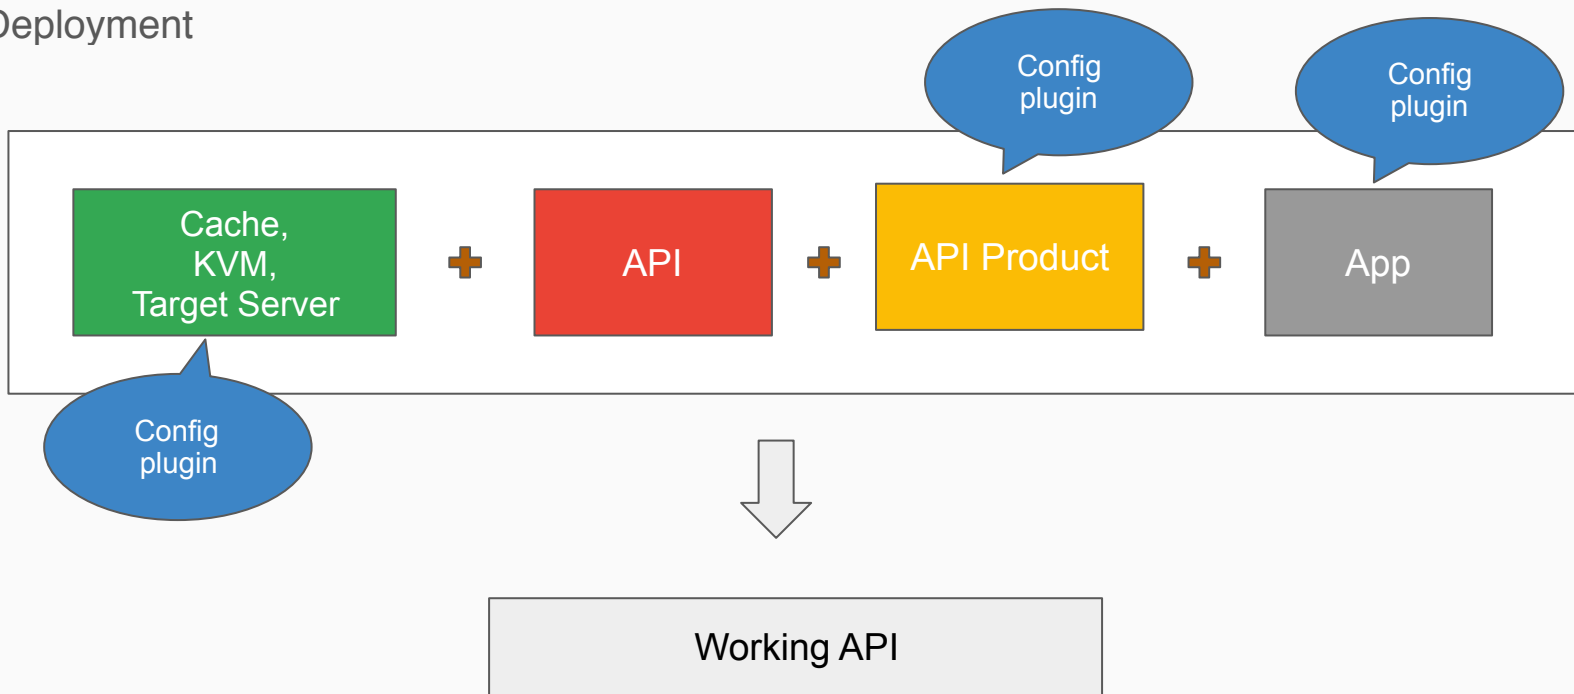 Deployment
Config
plugin
Config
plugin
Cache,
KVM,
Target Server
API
API Product
App
Config
plugin
Working API